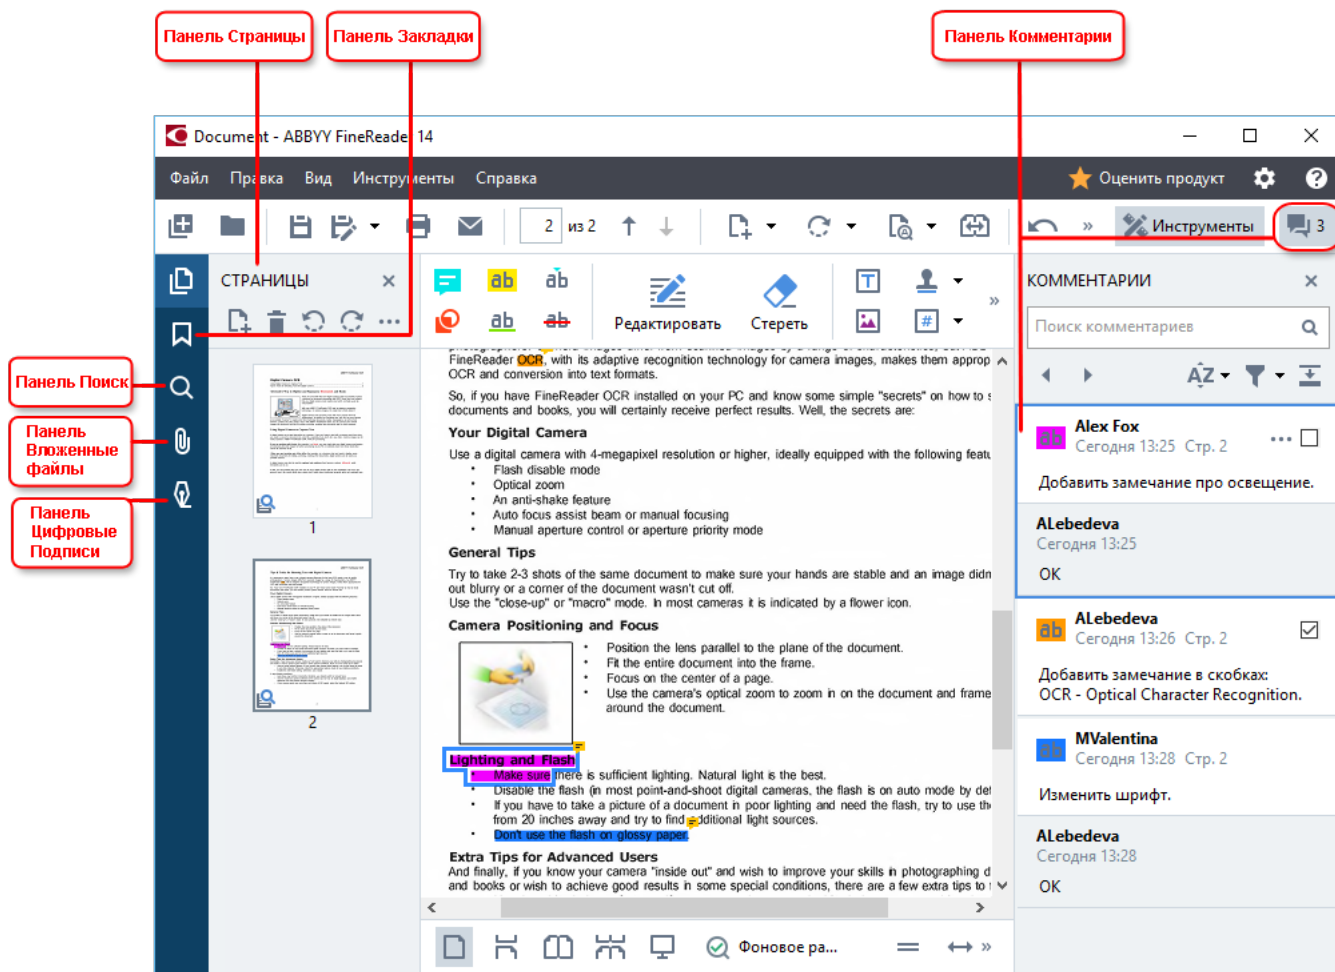 Панель Страницы
Панель Закладки
Панель Комментарии
Document - ABBYY FineReader 14
Файл Правка Вид Инструменты Справка
Оценить продукт
2 из 2
Инструменты
3
СТРАНИЦЫ
Редактировать
Стереть
КОММЕНТАРИИ
Поиск комментариев
Панель Поиск
Панель
Вложенные
файлы
Панель
Цифровые
Подписи
1
2
FineReader OCR, with its adaptive recognition technology for camera images, makes them approp
OCR and conversion into text formats.
So, if you have FineReader OCR installed on your PC and know some simple "secrets" on how to s
documents and books, you will certainly receive perfect results. Well, the secrets are:
Your Digital Camera
Use a digital camera with 4-megapixel resolution or higher, ideally equipped with the following featu
• Flash disable mode
• Optical zoom
• An anti-shake feature
• Auto focus assist beam or manual focusing
• Manual aperture control or aperture priority mode
General Tips
Try to take 2-3 shots of the same document to make sure your hands are stable and an image didn
out blurry or a corner of the document wasn't cut off.
Use the "close-up" or "macro" mode. In most cameras it is indicated by a flower icon.
Camera Positioning and Focus
• Position the lens parallel to the plane of the document.
• Fit the entire document into the frame.
• Focus on the center of a page.
• Use the camera's optical zoom to zoom in on the document and frame
around the document.
Lighting and Flash
• Make sure there is sufficient lighting. Natural light is the best.
• Disable the flash (in most point-and-shoot digital cameras, the flash is on auto mode by def
• If you have to take a picture of a document in poor lighting and need the flash, try to use the
from 20 inches away and try to find additional light sources.
• Don't use the flash on glossy paper.
Extra Tips for Advanced Users
And finally, if you know your camera "inside out" and wish to improve your skills in photographing d
and books or wish to achieve good results in some special conditions, there are a few extra tips to
Фоновое ра...
Alex Fox
Сегодня 13:25 Стр. 2
Добавить замечание про освещение.
ALebedeva
Сегодня 13:25
ОК
ALebedeva
Сегодня 13:26 Стр. 2
Добавить замечание в скобках:
OCR - Optical Character Recognition.
MValentina
Сегодня 13:28 Стр. 2
Изменить шрифт.
ALebedeva
Сегодня 13:28
ОК